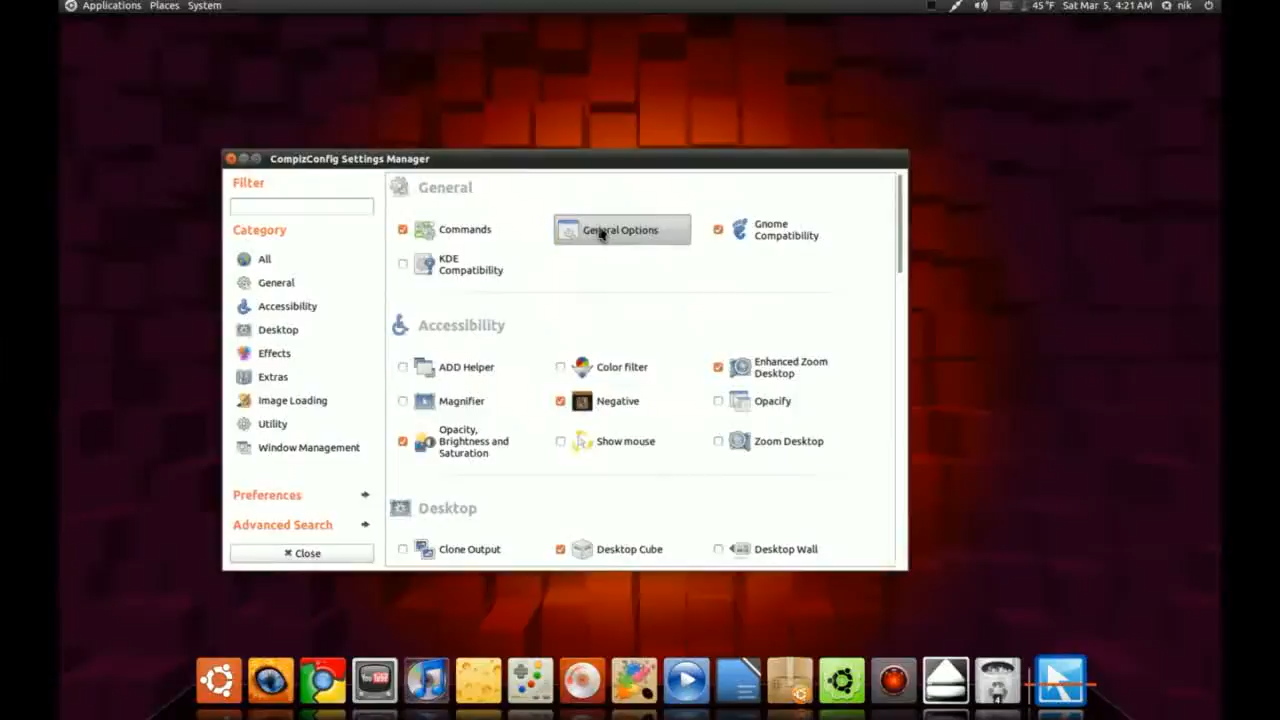 Applications Places System
45 °F Sat Mar 5, 4:21 AM nik
CompizConfig Settings Manager
Filter
Category
All
General
Accessibility
Desktop
Effects
Extras
Image Loading
Utility
Window Management
Preferences
Advanced Search
Close
General
Commands
General Options
Gnome
Compatibility
KDE
Compatibility
Accessibility
ADD Helper
Color filter
Enhanced Zoom
Desktop
Magnifier
Negative
Opacify
Opacity,
Brightness and
Saturation
Show mouse
Zoom Desktop
Desktop
Clone Output
Desktop Cube
Desktop Wall
You Tube